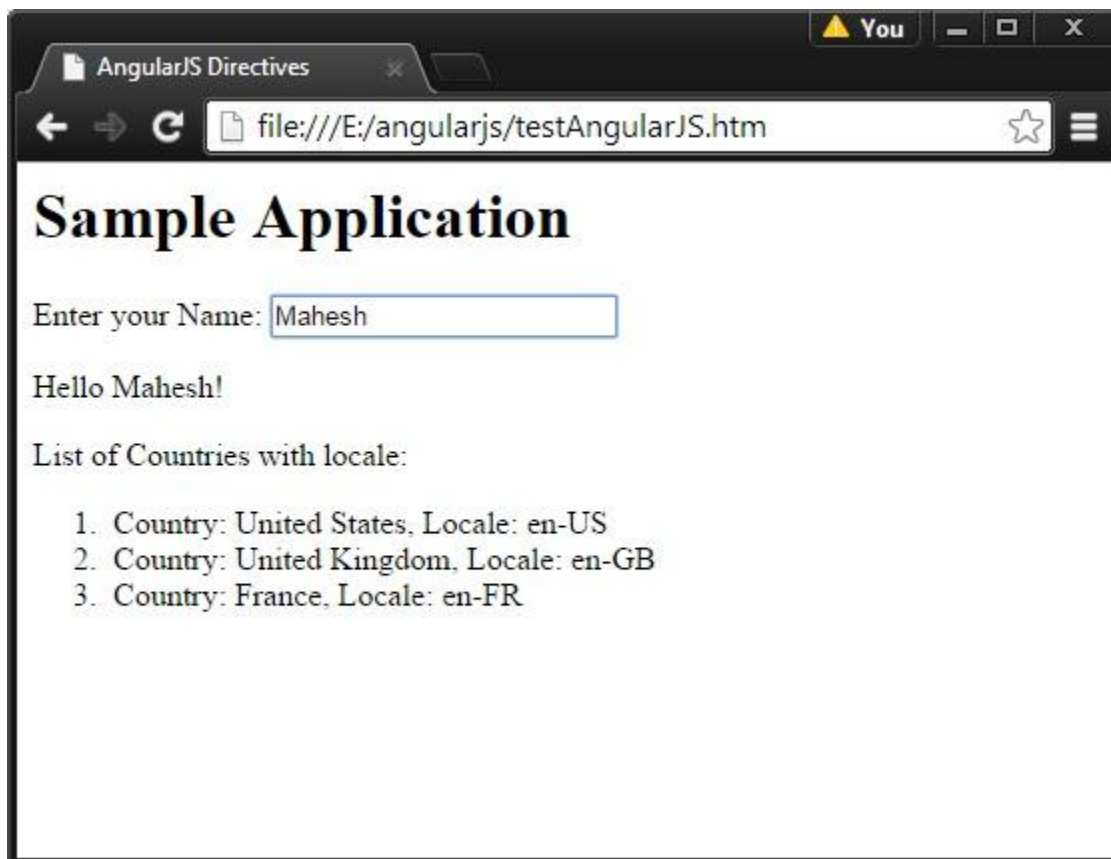 You
AngularJS Directives
file:///E:/angularjs/testAngularJS.htm
Sample Application
Enter your Name: Mahesh
Hello Mahesh!
List of Countries with locale:
1. Country: United States, Locale: en-US
2. Country: United Kingdom, Locale: en-GB
3. Country: France, Locale: en-FR